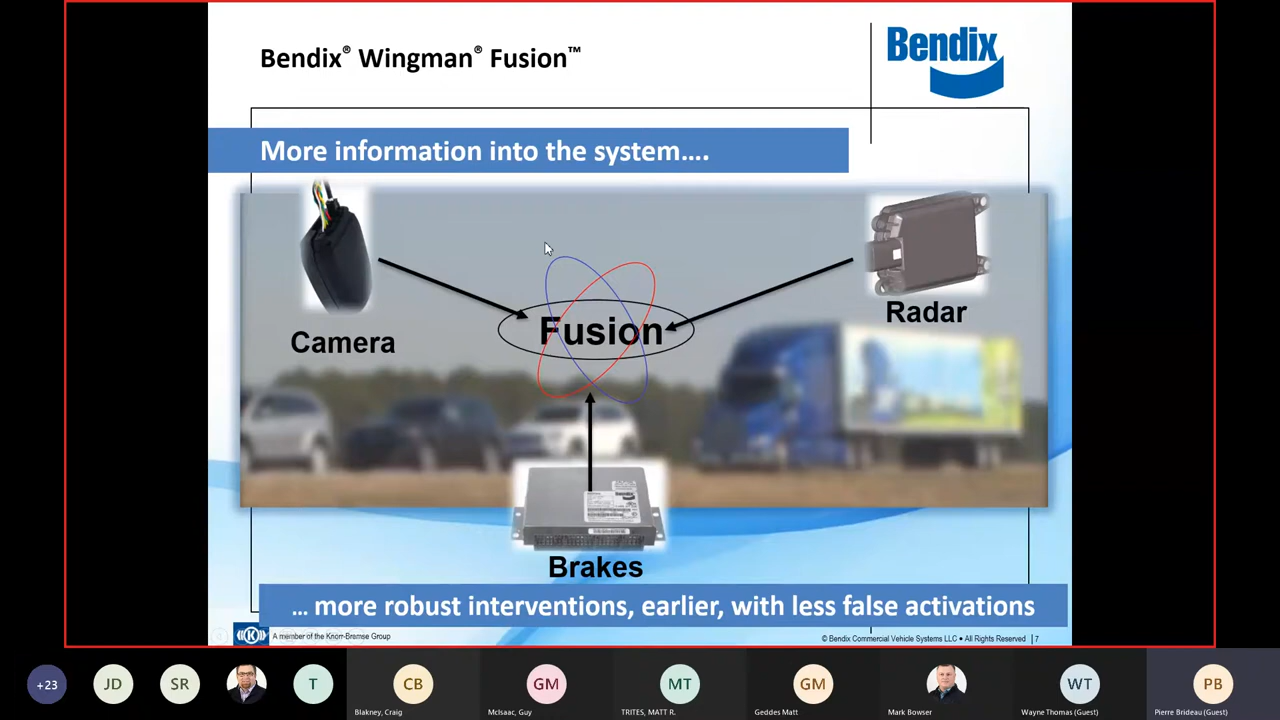 Bendix® Wingman® Fusion™
Bendix
More information into the system....
Camera
Fusion
Radar
Bendix
Brakes
... more robust interventions, earlier, with less false activations
A member of the Knorr-Bremse Group
© Bendix Commercial Vehicle Systems LLC • All Rights Reserved | 7
+23
JD
SR
T
CB
GM
MT
GM
WT
PB
Blakney, Craig
McIsaac, Guy
TRITES, MATT R.
Geddes Matt
Mark Bowser
Wayne Thomas (Guest)
Pierre Brideau (Guest)